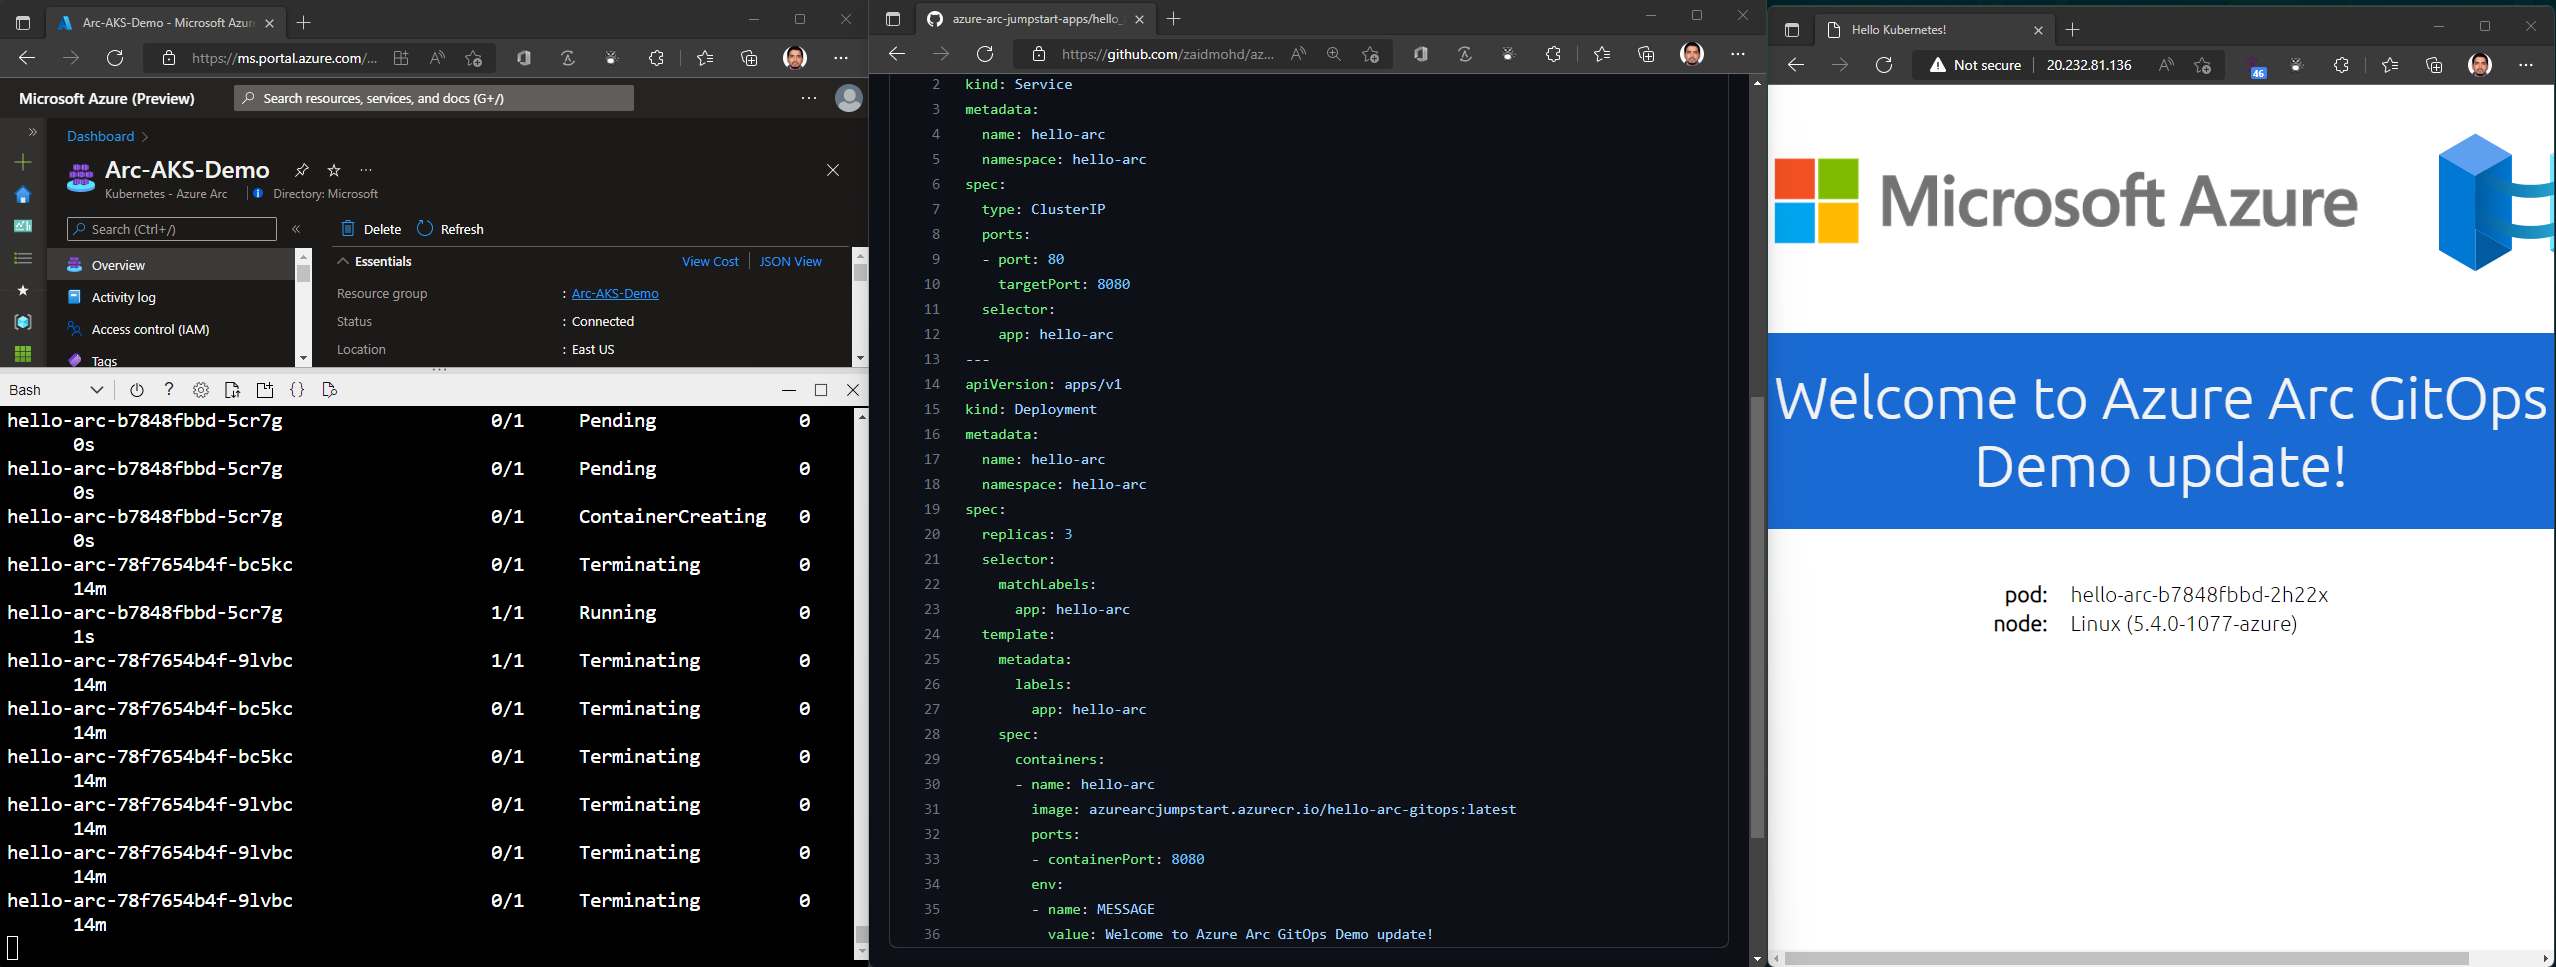 Arc-AKS-Demo - Microsoft Azure
https://ms.portal.azure.com/...
Microsoft Azure (Preview)
Search resources, services, and docs (G+/)
Dashboard
Arc-AKS-Demo
Kubernetes - Azure Arc
Directory: Microsoft
Search (Ctrl+/)
Delete
Refresh
Overview
Activity log
Access control (IAM)
Tags
Essentials
View Cost
JSON View
Resource group : Arc-AKS-Demo
Status : Connected
Location : East US
Bash
hello-arc-b7848fbbd-5cr7g 0/1 Pending 0
0s
hello-arc-b7848fbbd-5cr7g 0/1 Pending 0
0s
hello-arc-b7848fbbd-5cr7g 0/1 ContainerCreating 0
0s
hello-arc-78f7654b4f-bc5kc 0/1 Terminating 0
14m
hello-arc-b7848fbbd-5cr7g 1/1 Running 0
1s
hello-arc-78f7654b4f-9lvbc 1/1 Terminating 0
14m
hello-arc-78f7654b4f-bc5kc 0/1 Terminating 0
14m
hello-arc-78f7654b4f-bc5kc 0/1 Terminating 0
14m
hello-arc-78f7654b4f-9lvbc 0/1 Terminating 0
14m
hello-arc-78f7654b4f-9lvbc 0/1 Terminating 0
14m
hello-arc-78f7654b4f-9lvbc 0/1 Terminating 0
14m
azure-arc-jumpstart-apps/hello_
https://github.com/zaidmohd/az...
2 kind: Service
3 metadata:
4 name: hello-arc
5 namespace: hello-arc
6 spec:
7 type: ClusterIP
8 ports:
9 - port: 80
10 targetPort: 8080
11 selector:
12 app: hello-arc
13 ---
14 apiVersion: apps/v1
15 kind: Deployment
16 metadata:
17 name: hello-arc
18 namespace: hello-arc
19 spec:
20 replicas: 3
21 selector:
22 matchLabels:
23 app: hello-arc
24 template:
25 metadata:
26 labels:
27 app: hello-arc
28 spec:
29 containers:
30 - name: hello-arc
31 image: azurearcjumpstart.azurecr.io/hello-arc-gitops:latest
32 ports:
33 - containerPort: 8080
34 env:
35 - name: MESSAGE
36 value: Welcome to Azure Arc GitOps Demo update!
Hello Kubernetes!
Not secure
20.232.81.136
46
Microsoft Azure
Welcome to Azure Arc GitOps
Demo update!
pod: hello-arc-b7848fbbd-2h22x
node: Linux (5.4.0-1077-azure)